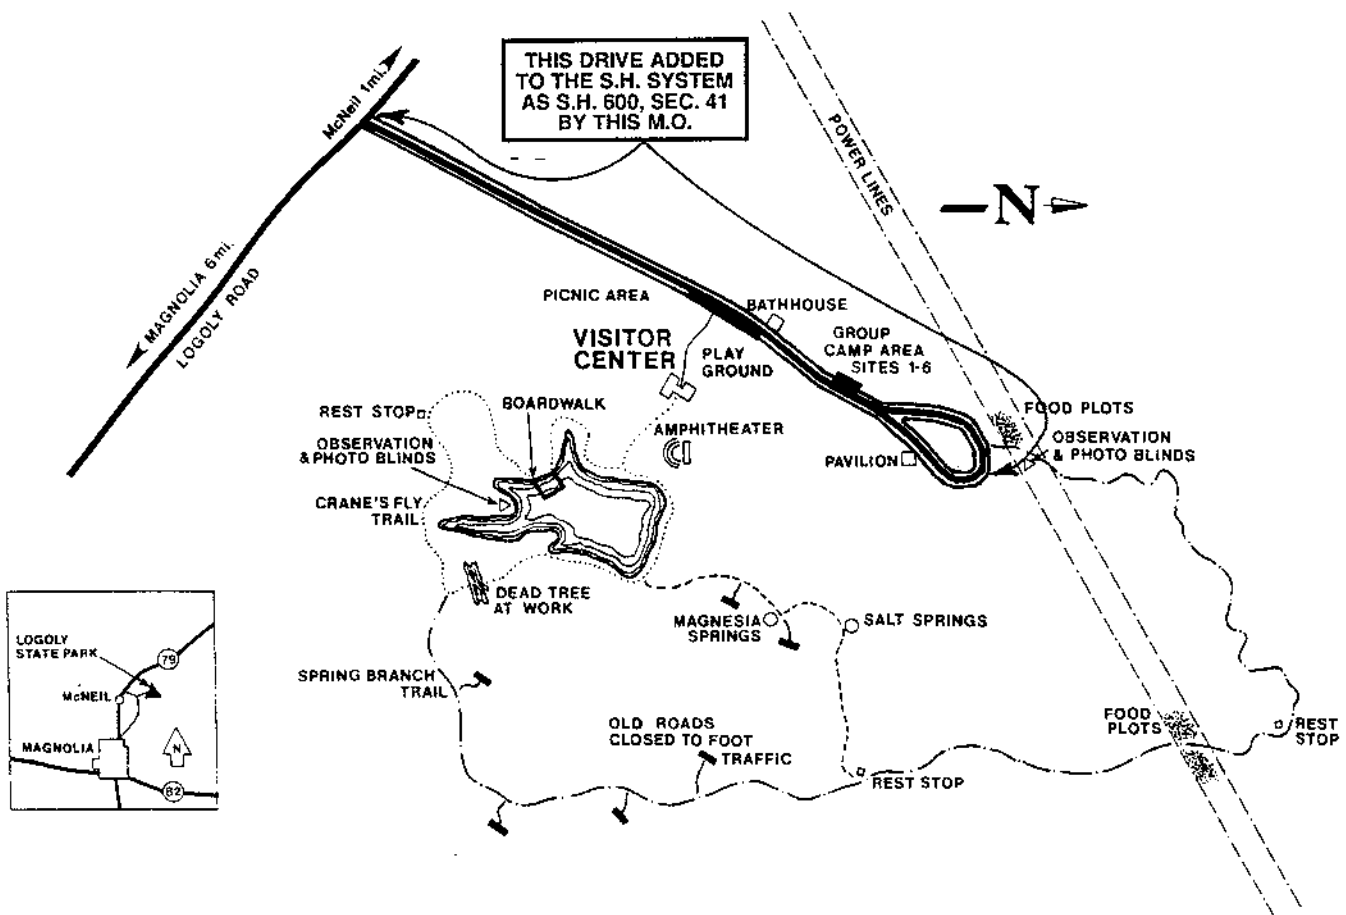 THIS DRIVE ADDED
TO THE S.H. SYSTEM
AS S.H. 600, SEC. 41
BY THIS M.O.
McNeil 1mi.
POWER LINES
N
MAGNOLIA 6mi.
LOGOLY ROAD
PICNIC AREA
BATHHOUSE
VISITOR
CENTER
PLAY
GROUND
GROUP
CAMP AREA
SITES 1-6
REST STOP
BOARDWALK
FOOD PLOTS
OBSERVATION
& PHOTO BLINDS
AMPHITHEATER
OBSERVATION
& PHOTO BLINDS
PAVILION
CRANE'S FLY
TRAIL
DEAD TREE
AT WORK
MAGNESIA
SPRINGS
SALT SPRINGS
LOGOLY
STATE PARK
79
McNEIL
MAGNOLIA
N
82
SPRING BRANCH
TRAIL
OLD ROADS
CLOSED TO FOOT
TRAFFIC
FOOD
PLOTS
REST
STOP
REST STOP